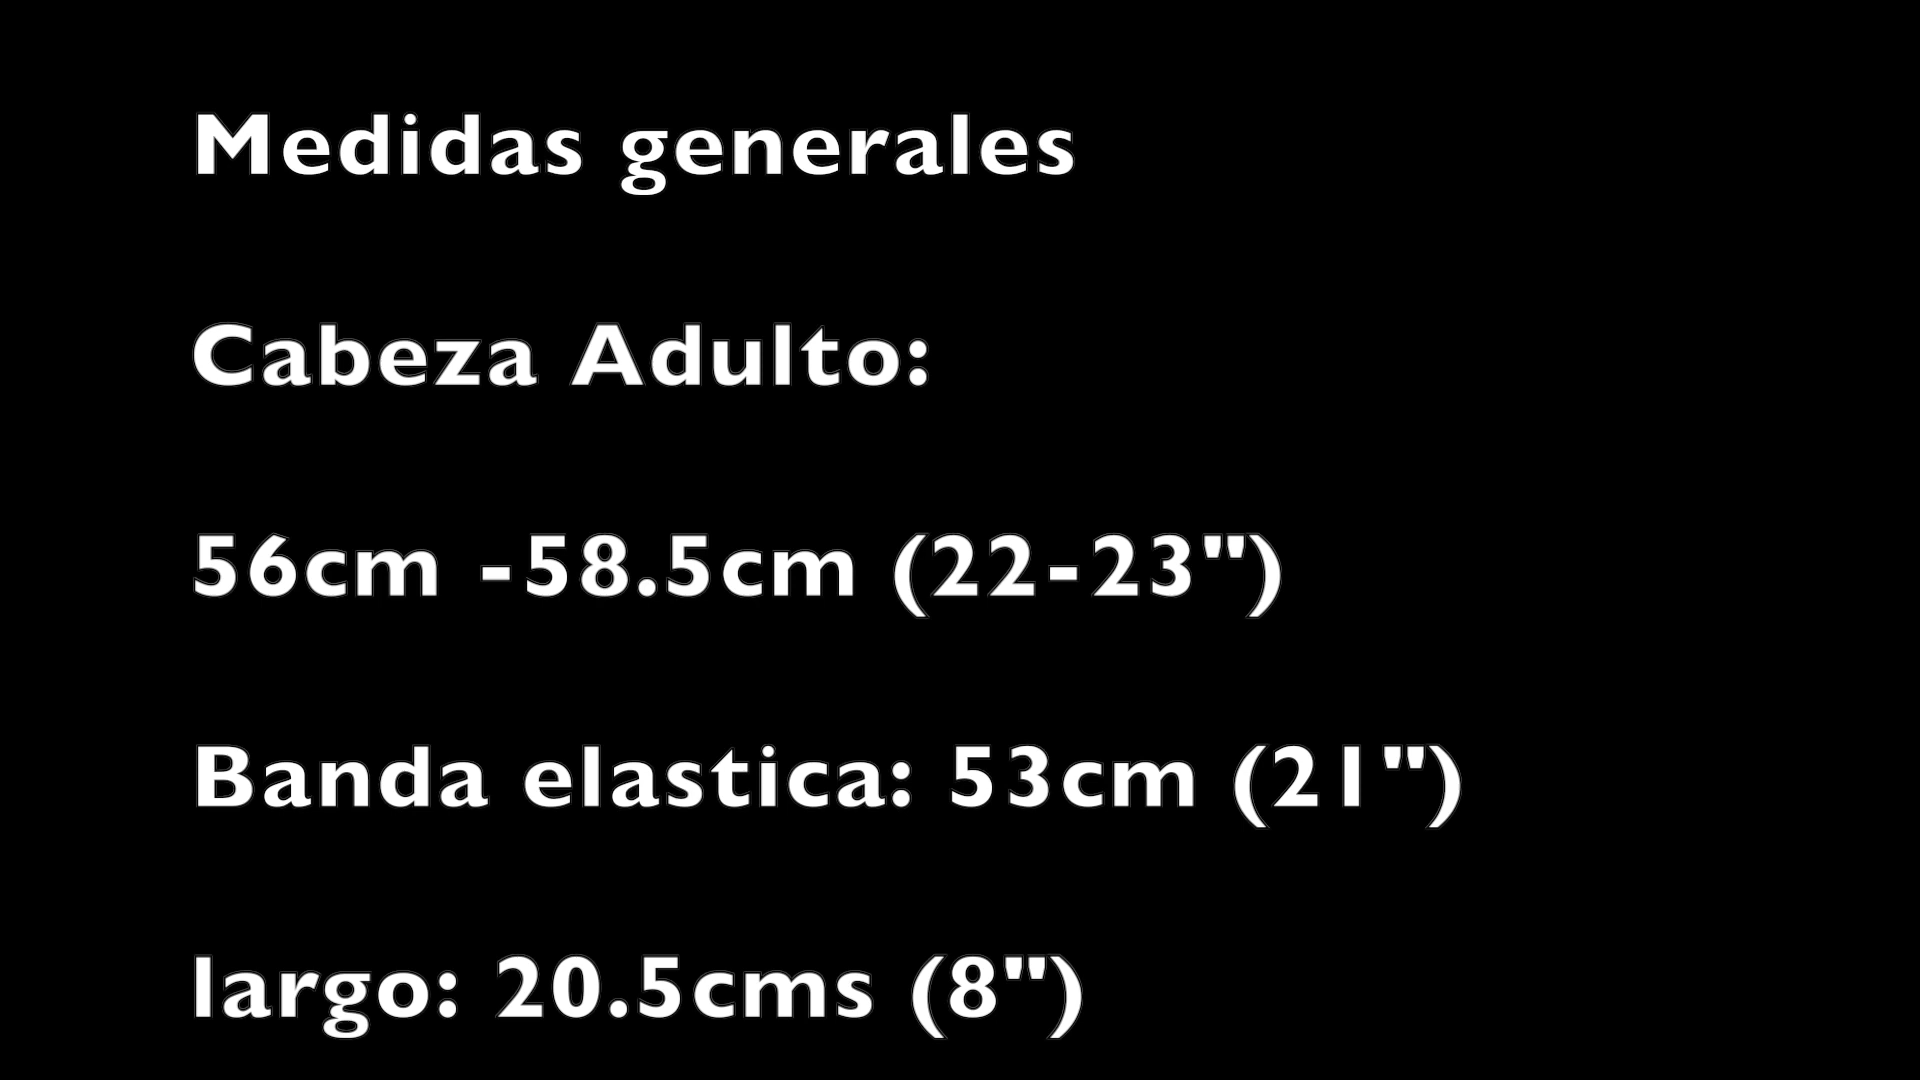 Medidas generales
Cabeza Adulto:
56cm -58.5cm (22-23")
Banda elastica: 53cm (21")
largo: 20.5cms (8")